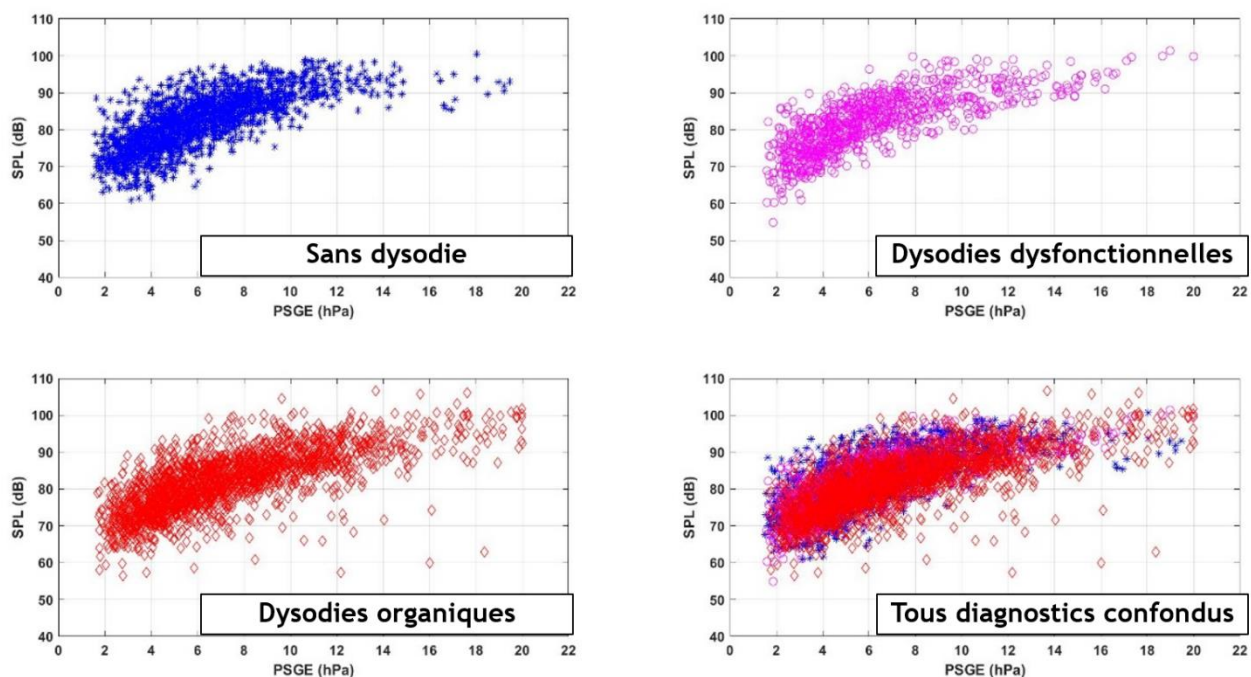 110
100
90
80
70
60
50
40
SPL (dB)
Sans dysodie
0 2 4 6 8 10 12 14 16 18 20 22
PSGE (hPa)
110
100
90
80
70
60
50
40
SPL (dB)
Dysodies dysfonctionnelles
0 2 4 6 8 10 12 14 16 18 20 22
PSGE (hPa)
110
100
90
80
70
60
50
40
SPL (dB)
Dysodies organiques
0 2 4 6 8 10 12 14 16 18 20 22
PSGE (hPa)
110
100
90
80
70
60
50
40
SPL (dB)
Tous diagnostics confondus
0 2 4 6 8 10 12 14 16 18 20 22
PSGE (hPa)